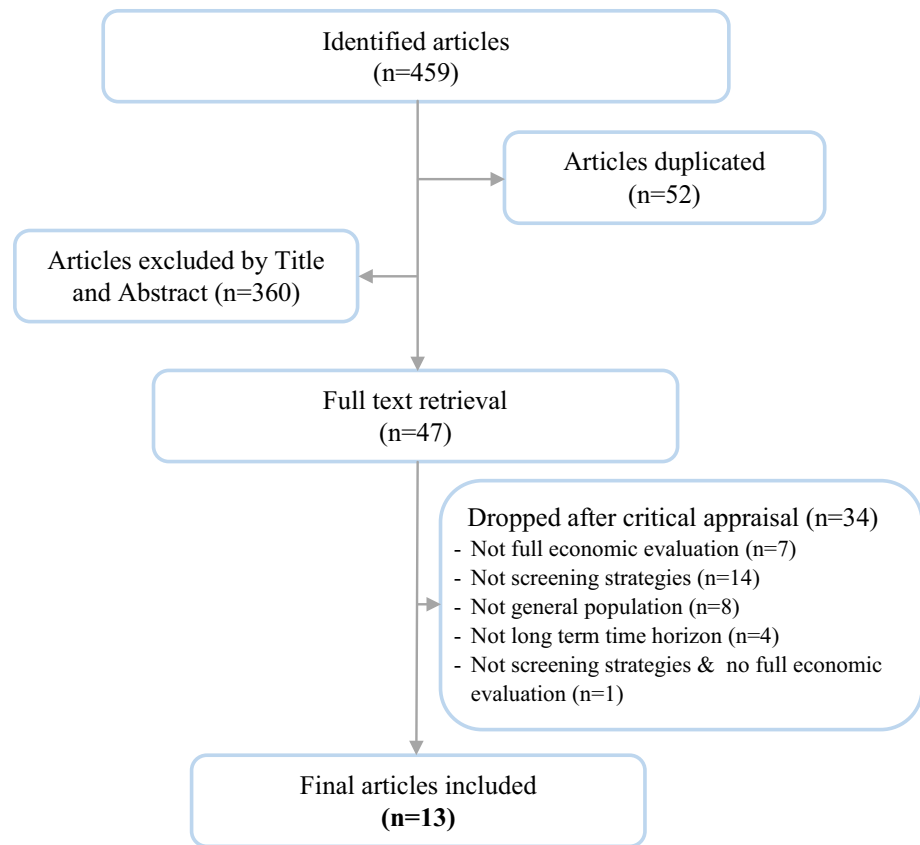 Identified articles
(n=459)
Articles duplicated
(n=52)
Articles excluded by Title
and Abstract (n=360)
Full text retrieval
(n=47)
Dropped after critical appraisal (n=34)
- Not full economic evaluation (n=7)
- Not screening strategies (n=14)
- Not general population (n=8)
- Not long term time horizon (n=4)
- Not screening strategies & no full economic
evaluation (n=1)
Final articles included
(n=13)